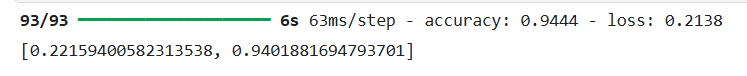 93/93 ━━━━━━━━━━━━━━━━━━━━ 6s 63ms/step - accuracy: 0.9444 - loss: 0.2138
[0.22159400582313538, 0.9401881694793701]